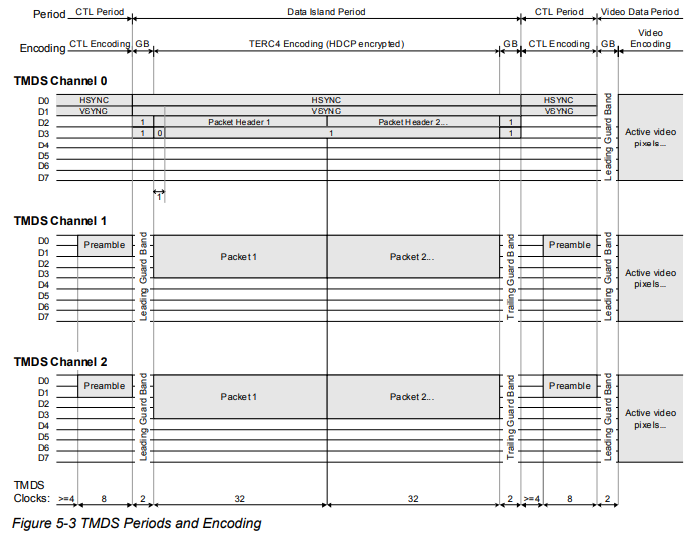 Period CTL Period Data Island Period CTL Period Video Data Period
Encoding CTL Encoding GB TERC4 Encoding (HDCP encrypted) GB CTL Encoding GB Video Encoding
TMDS Channel 0
D0 HSYNC HSYNC HSYNC
D1 VSYNC VSYNC VSYNC
D2 1 Packet Header 1 Packet Header 2... 1
D3 1 0 1 1
D4
D5
D6
D7
Leading Guard Band
Active video pixels...
1
TMDS Channel 1
D0
D1
D2
D3
D4
D5
D6
D7
Preamble
Leading Guard Band
Packet 1
Packet 2...
Trailing Guard Band
Preamble
Leading Guard Band
Active video pixels...
TMDS Channel 2
D0
D1
D2
D3
D4
D5
D6
D7
Preamble
Leading Guard Band
Packet 1
Packet 2...
Trailing Guard Band
Preamble
Leading Guard Band
Active video pixels...
TMDS
Clocks: >=4 8 2 32 32 2 >=4 8 2
Figure 5-3 TMDS Periods and Encoding